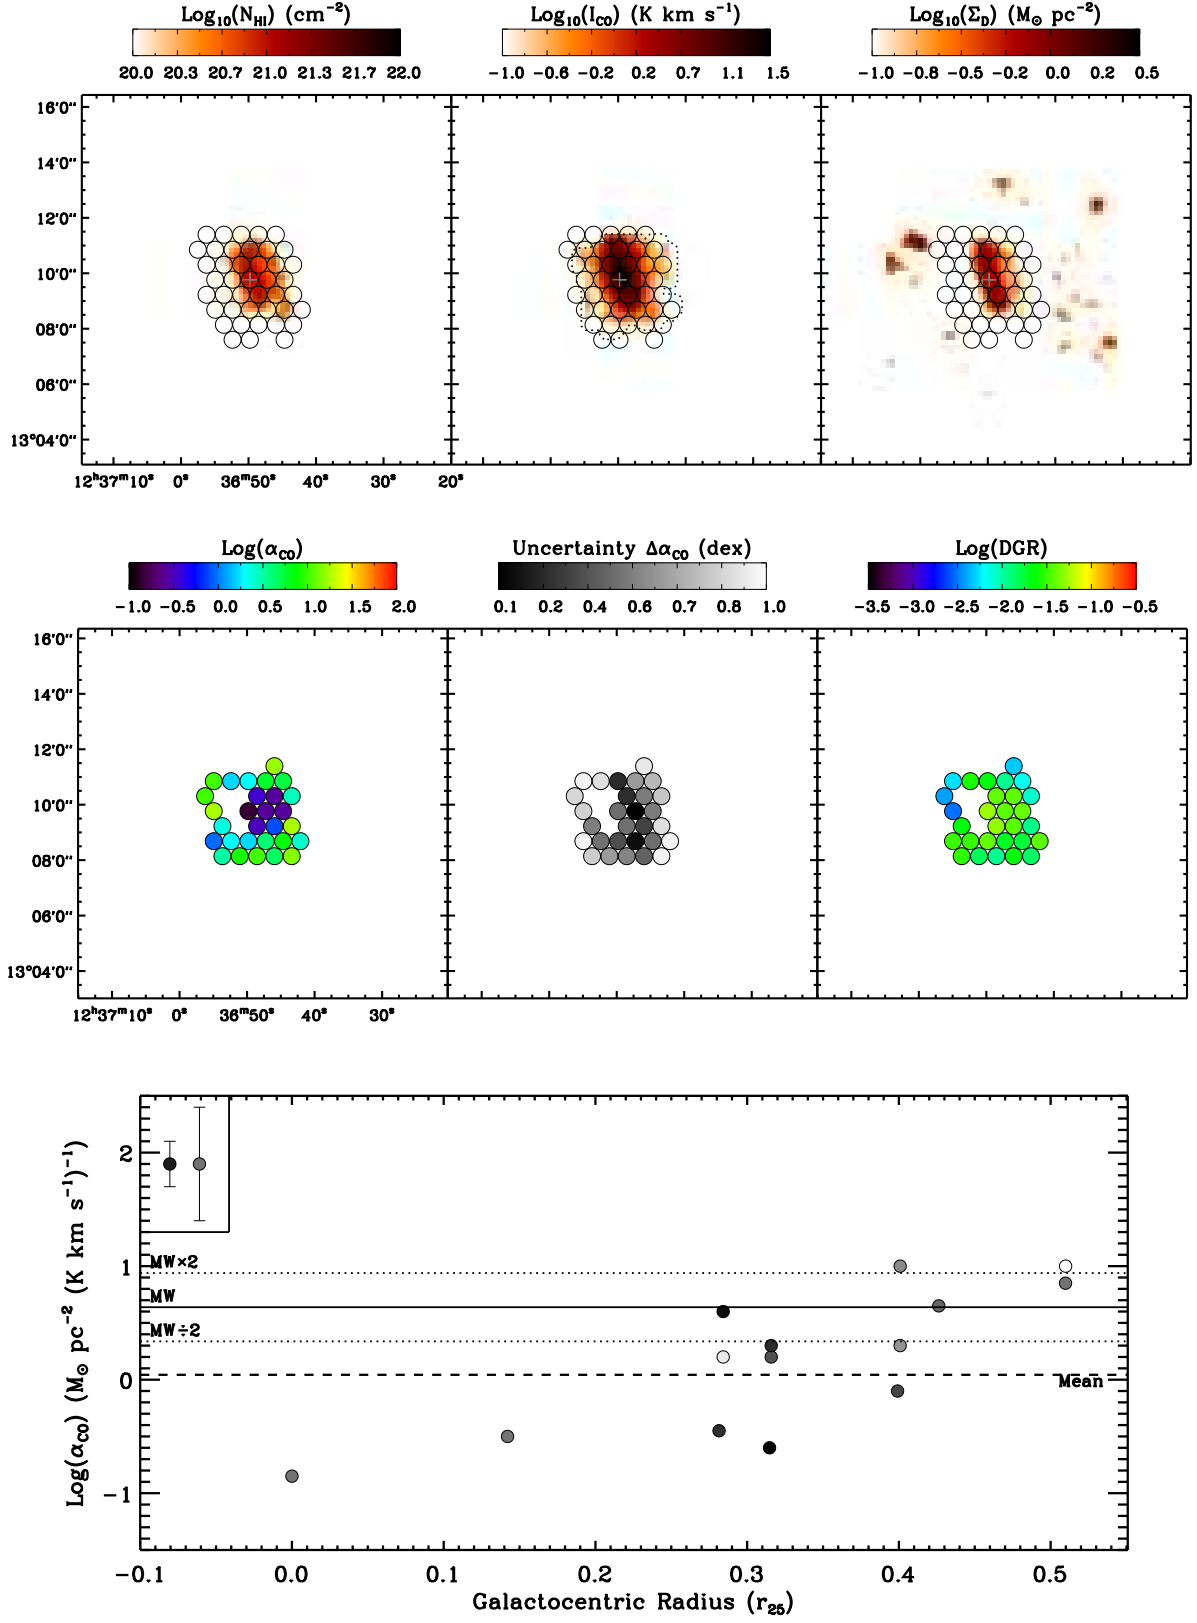 Log₁₀(N_HI) (cm⁻²) Log₁₀(I_CO) (K km s⁻¹) Log₁₀(Σ_D) (M⊙ pc⁻²)
20.0 20.3 20.7 21.0 21.3 21.7 22.0 −1.0 −0.6 −0.2 0.2 0.7 1.1 1.5 −1.0 −0.8 −0.5 −0.2 0.0 0.2 0.5
16'0"
14'0"
12'0"
10'0"
08'0"
06'0"
13°04'0"
12ʰ37ᵐ10ˢ 0ˢ 36ᵐ50ˢ 40ˢ 30ˢ 20ˢ
Log(α_CO) Uncertainty Δα_CO (dex) Log(DGR)
−1.0 −0.5 0.0 0.5 1.0 1.5 2.0 0.1 0.2 0.4 0.6 0.7 0.8 1.0 −3.5 −3.0 −2.5 −2.0 −1.5 −1.0 −0.5
16'0"
14'0"
12'0"
10'0"
08'0"
06'0"
13°04'0"
12ʰ37ᵐ10ˢ 0ˢ 36ᵐ50ˢ 40ˢ 30ˢ
Log(α_CO) (M⊙ pc⁻² (K km s⁻¹)⁻¹)
2
1
0
−1
MW×2
MW
MW÷2
Mean
−0.1 0.0 0.1 0.2 0.3 0.4 0.5
Galactocentric Radius (r₂₅)